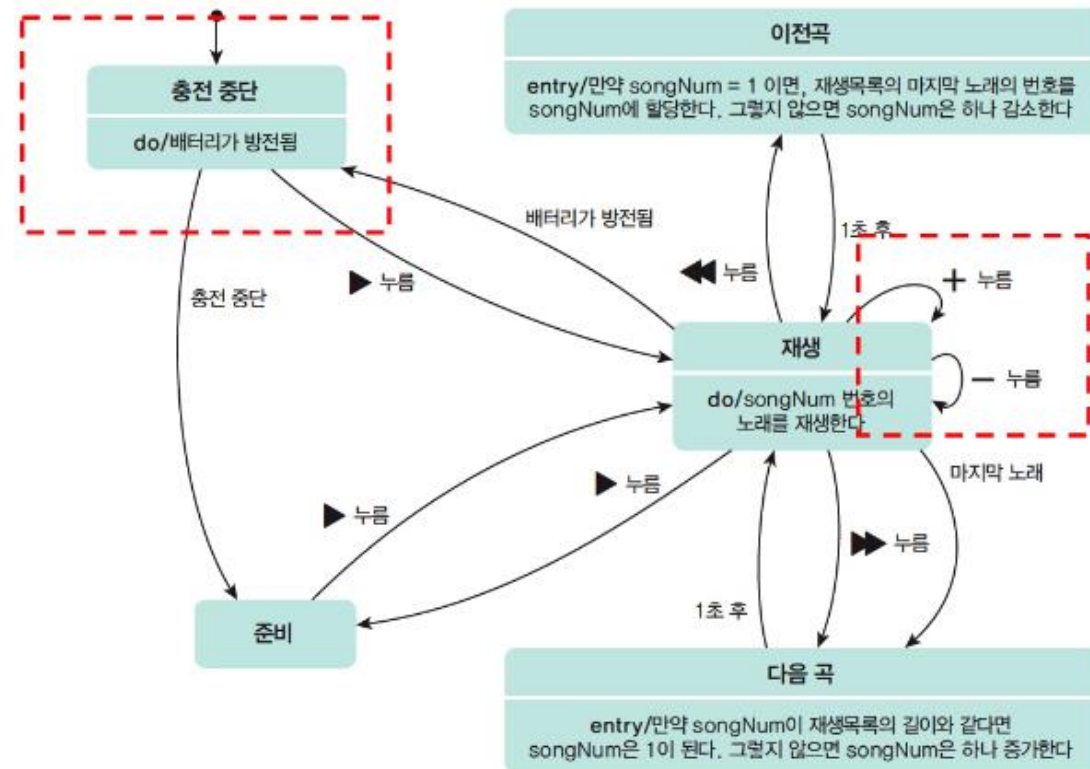 충전 중단
do/배터리가 방전됨
이전곡
entry/만약 songNum = 1 이면, 재생목록의 마지막 노래의 번호를
songNum에 할당한다. 그렇지 않으면 songNum은 하나 감소한다
배터리가 방전됨
1초 후
누름
누름
충전 중단
+ 누름
재생
− 누름
do/songNum 번호의
노래를 재생한다
마지막 노래
누름
누름
누름
1초 후
준비
다음 곡
entry/만약 songNum이 재생목록의 길이와 같다면
songNum은 1이 된다. 그렇지 않으면 songNum은 하나 증가한다